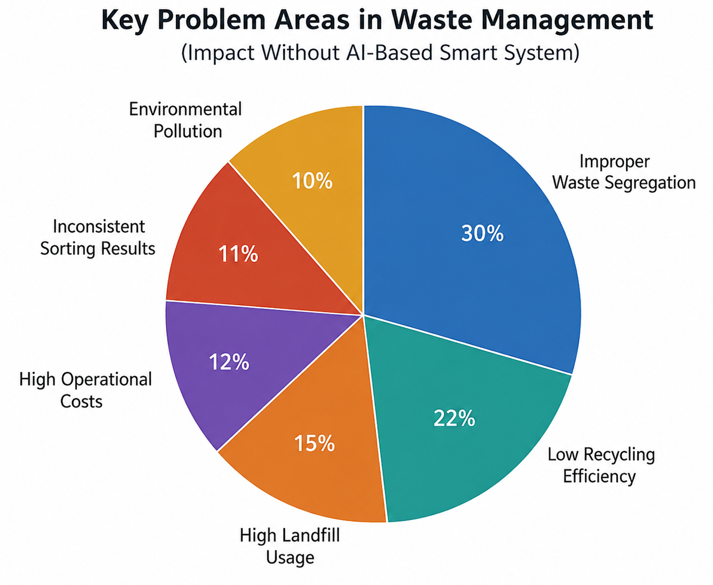 Key Problem Areas in Waste Management
(Impact Without AI-Based Smart System)
Environmental
Pollution
10%
Improper
Waste Segregation
30%
Inconsistent
Sorting Results
11%
High Operational
Costs
12%
22%
Low Recycling
Efficiency
15%
High Landfill
Usage